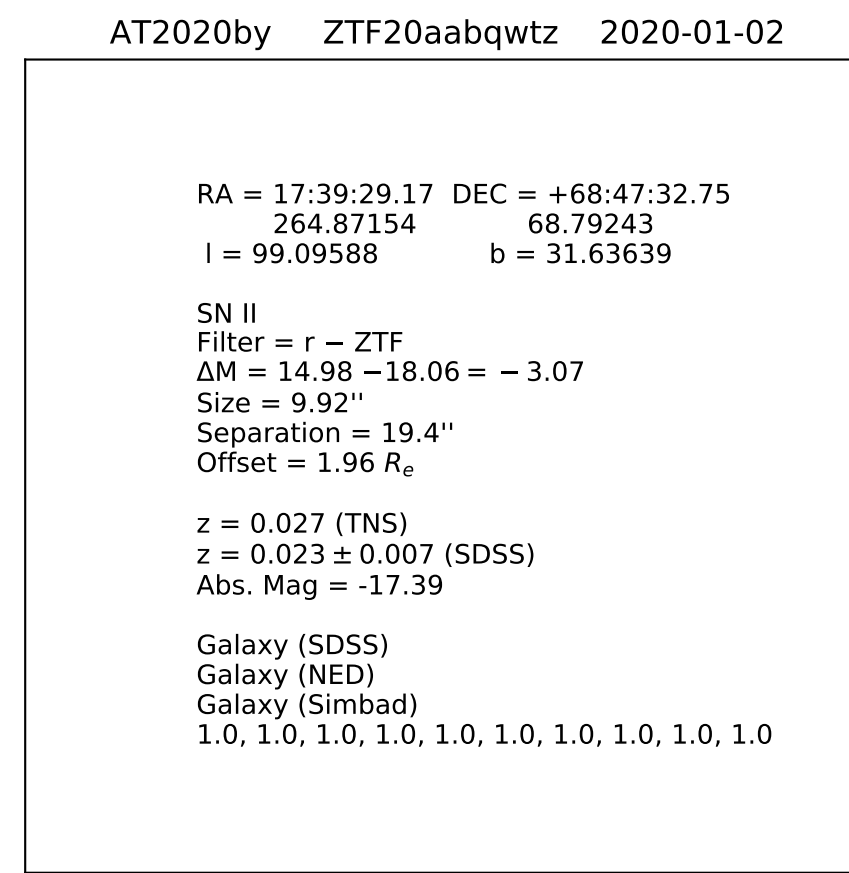 AT2020by ZTF20aabqwtz 2020-01-02
RA = 17:39:29.17 DEC = +68:47:32.75
264.87154 68.79243
l = 99.09588 b = 31.63639
SN II
Filter = r − ZTF
ΔM = 14.98 −18.06 = − 3.07
Size = 9.92''
Separation = 19.4''
Offset = 1.96 Rₑ
z = 0.027 (TNS)
z = 0.023 ± 0.007 (SDSS)
Abs. Mag = -17.39
Galaxy (SDSS)
Galaxy (NED)
Galaxy (Simbad)
1.0, 1.0, 1.0, 1.0, 1.0, 1.0, 1.0, 1.0, 1.0, 1.0